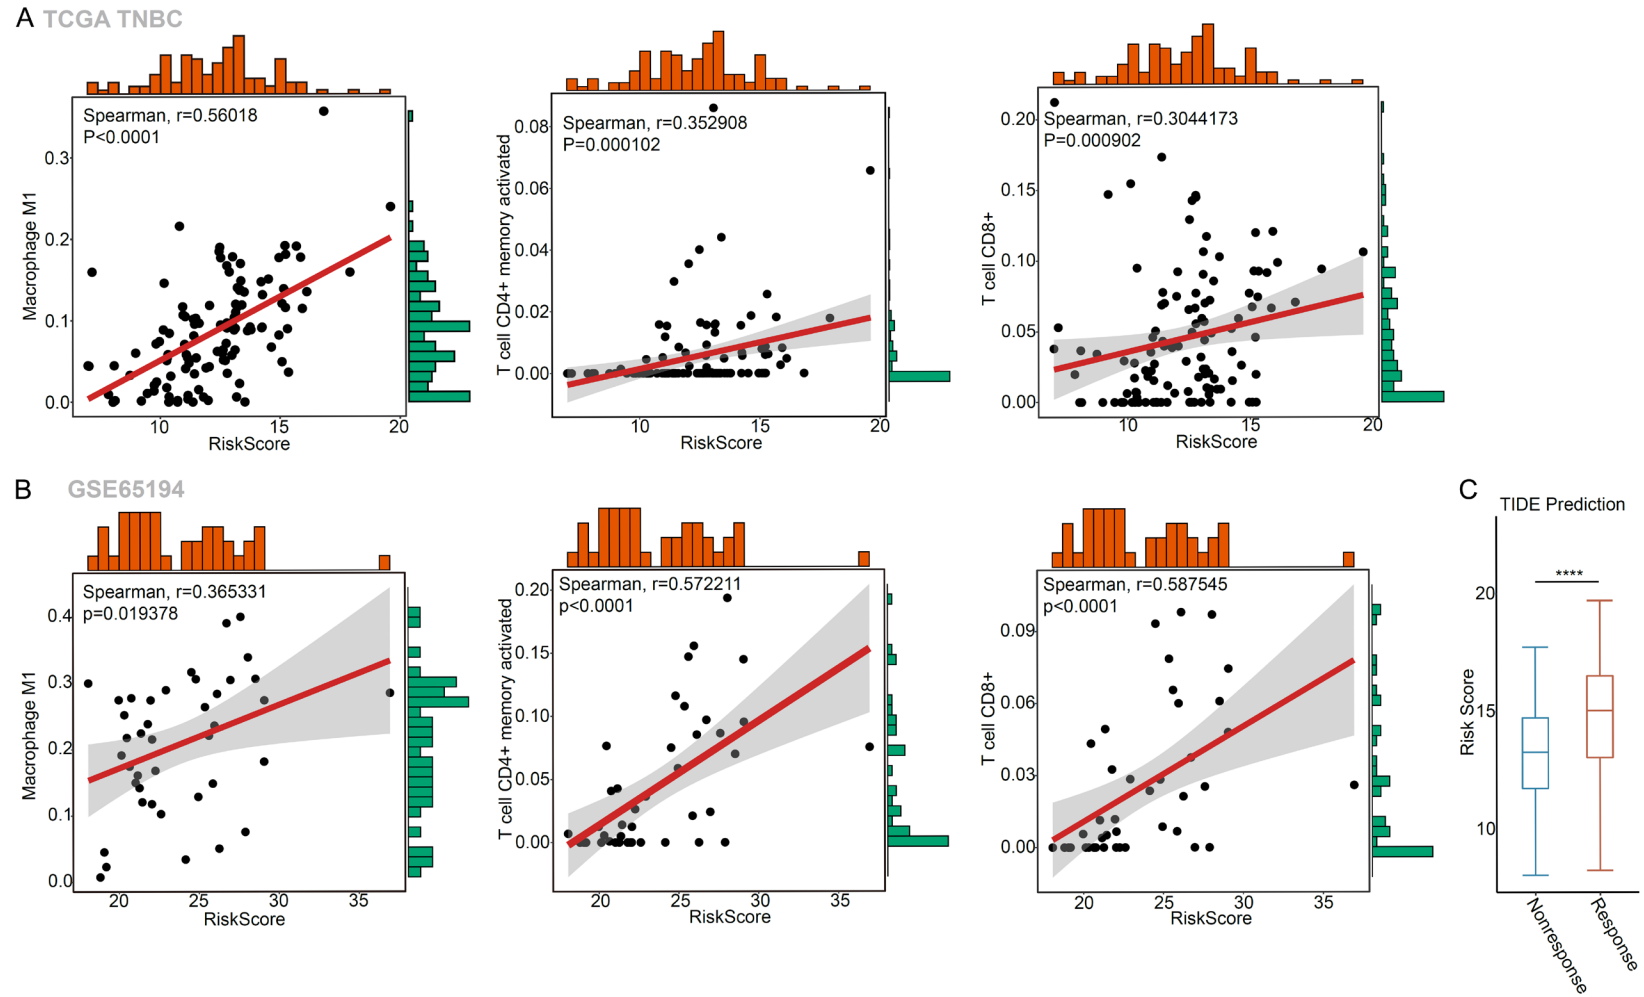 A TCGA TNBC
Spearman, r=0.56018
P<0.0001
Macrophage M1
0.3
0.2
0.1
0.0
10 15 20
RiskScore
Spearman, r=0.352908
P=0.000102
T cell CD4+ memory activated
0.08
0.06
0.04
0.02
0.00
10 15 20
RiskScore
Spearman, r=0.3044173
P=0.000902
T cell CD8+
0.20
0.15
0.10
0.05
0.00
10 15 20
RiskScore
B GSE65194
Spearman, r=0.365331
p=0.019378
Macrophage M1
0.4
0.3
0.2
0.1
0.0
20 25 30 35
RiskScore
Spearman, r=0.572211
p<0.0001
T cell CD4+ memory activated
0.20
0.15
0.10
0.05
0.00
20 25 30 35
RiskScore
Spearman, r=0.587545
p<0.0001
T cell CD8+
0.09
0.06
0.03
0.00
20 25 30 35
RiskScore
C
TIDE Prediction
****
Risk Score
20
15
10
Nonresponse
Response